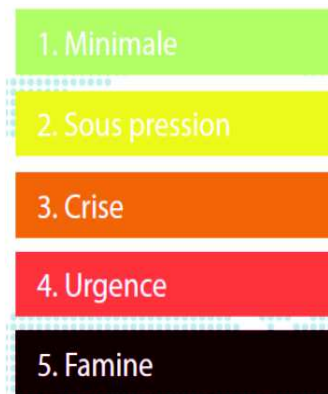 1. Minimale
2. Sous pression
3. Crise
4. Urgence
5. Famine